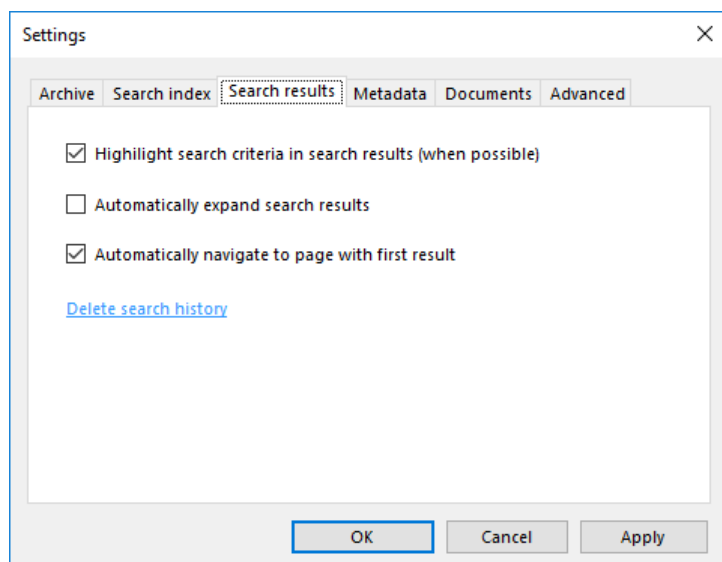 Settings
Archive Search index Search results Metadata Documents Advanced
Highilight search criteria in search results (when possible)
Automatically expand search results
Automatically navigate to page with first result
Delete search history
OK Cancel Apply